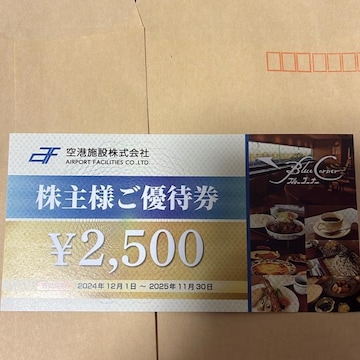 空港施設株式会社
AIRPORT FACILITIES CO.,LTD.
株主様ご優待券
¥2,500
2024年12月1日 ～ 2025年11月30日
Blue Corner